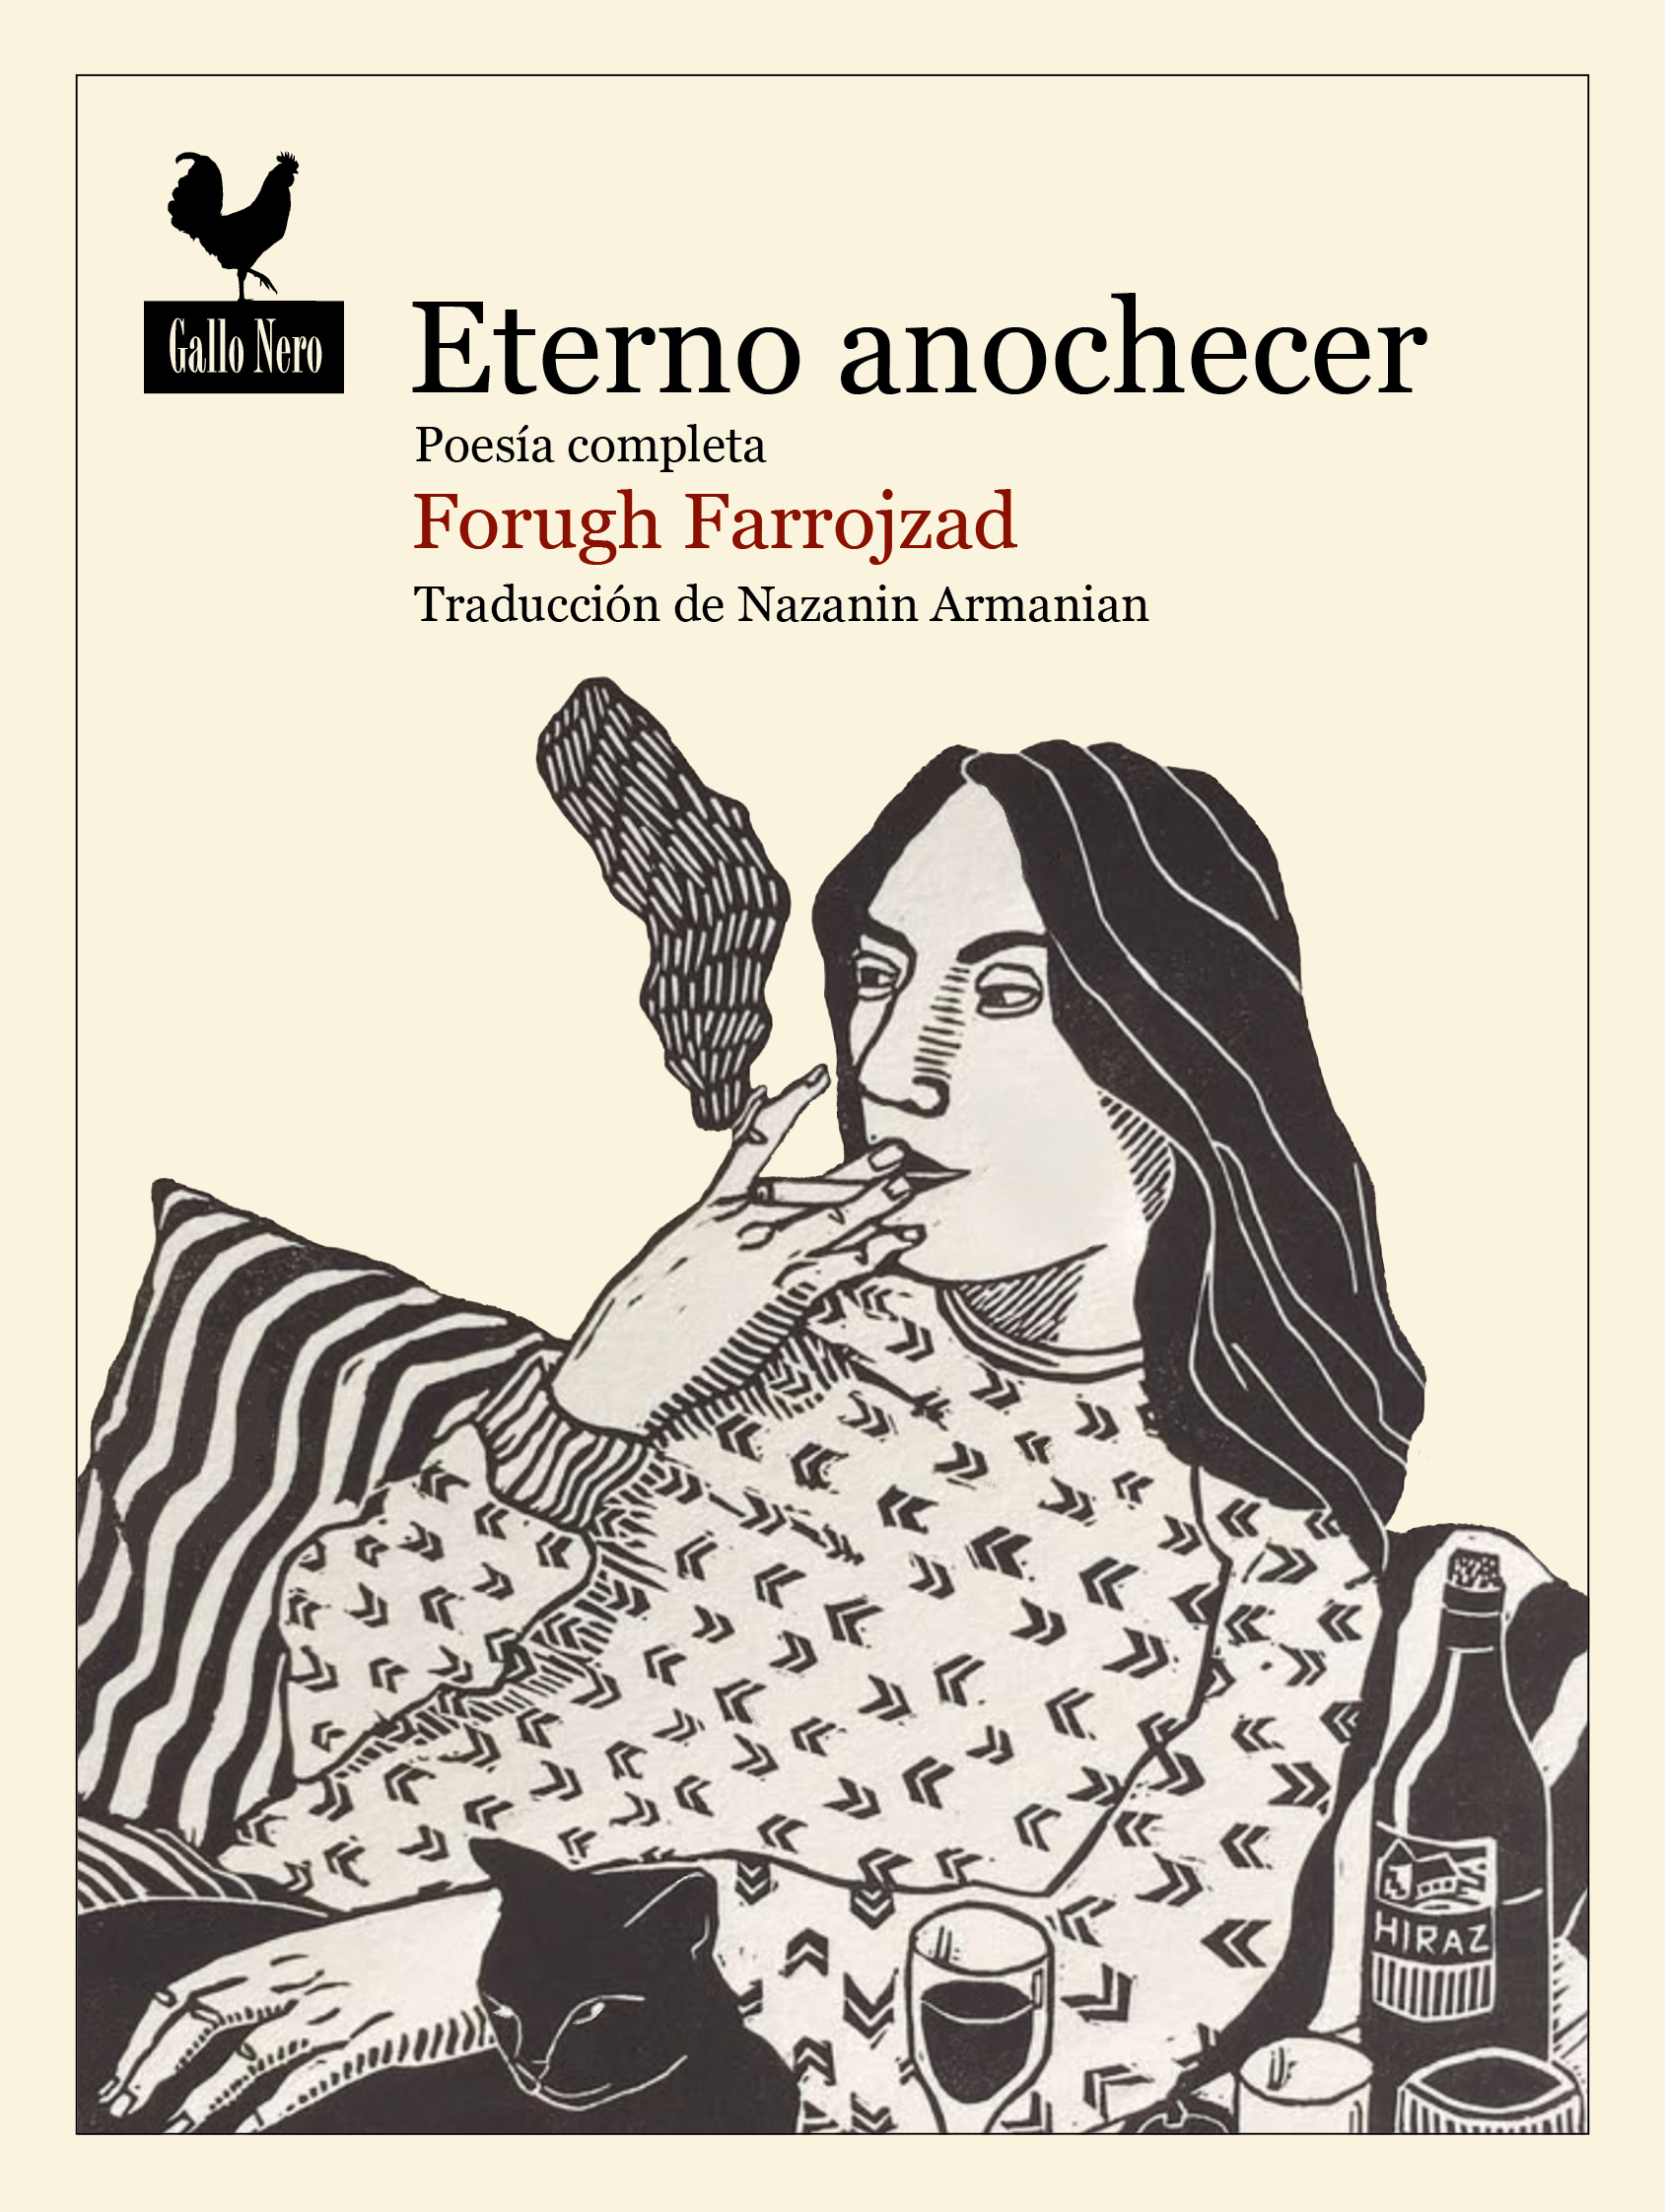 Gallo Nero
Eterno anochecer
Poesía completa
Forugh Farrojzad
Traducción de Nazanin Armanian
HIRAZ